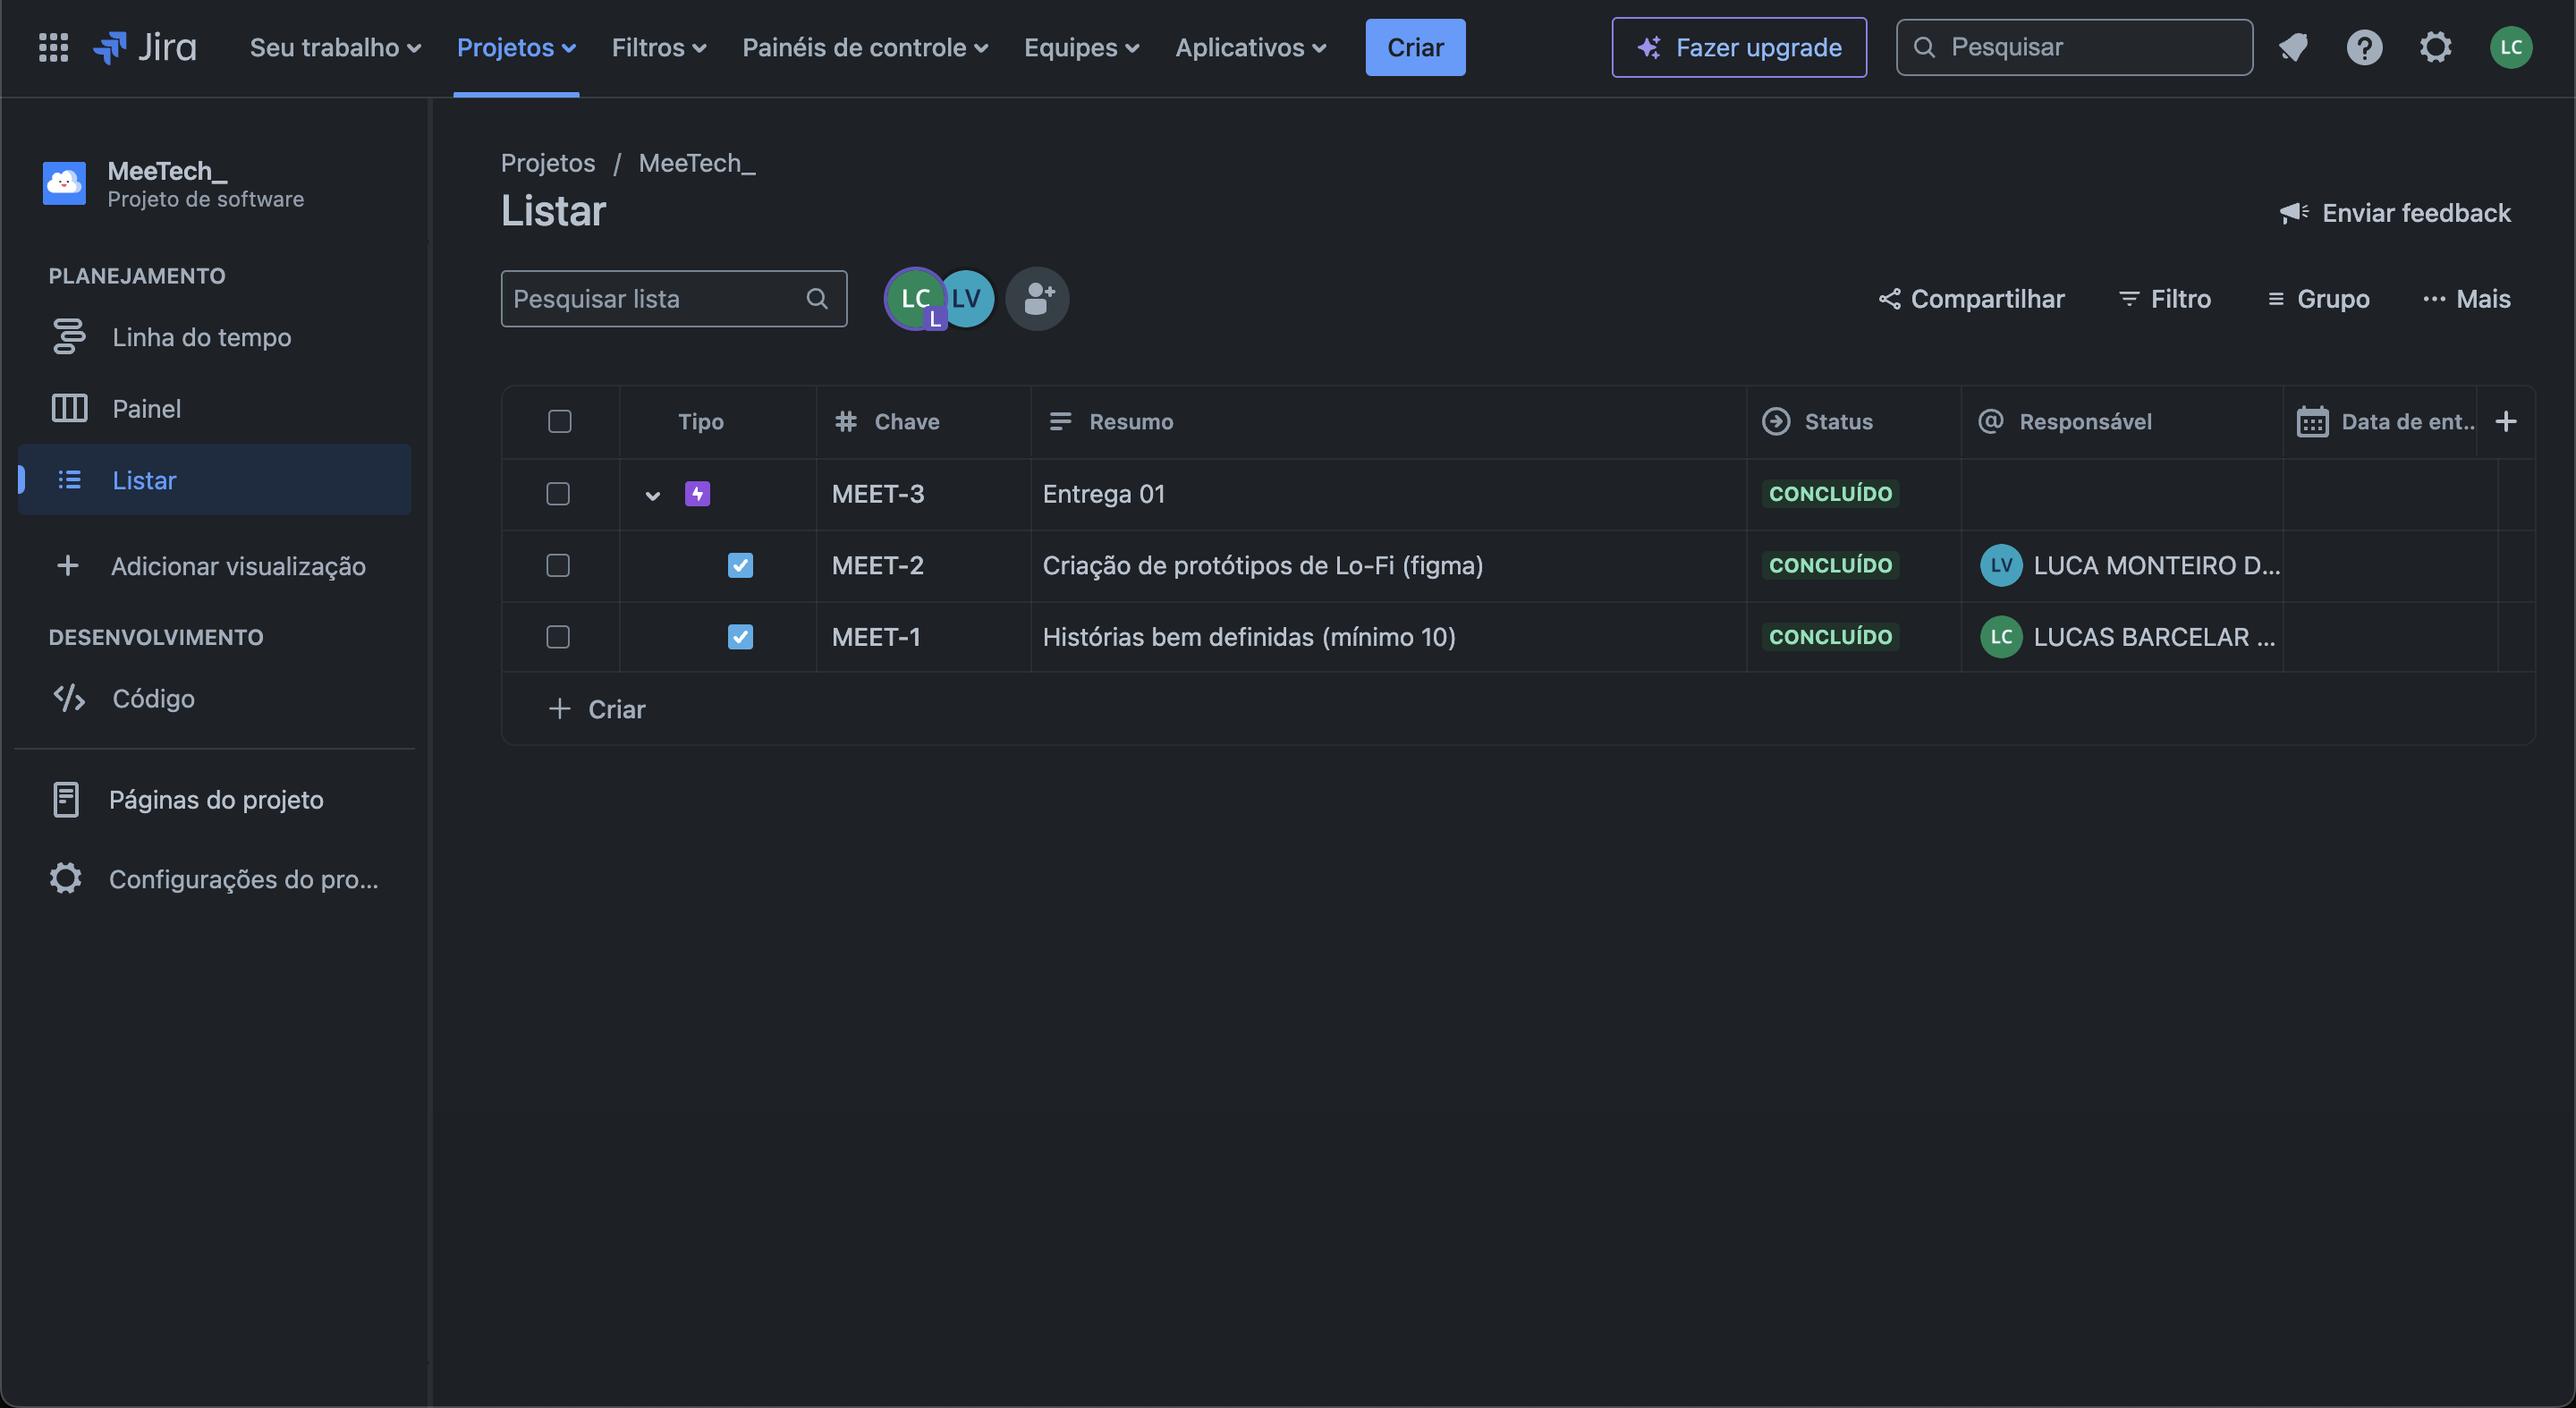 Jira Seu trabalho Projetos Filtros Painéis de controle Equipes Aplicativos Criar Fazer upgrade Pesquisar LC
MeeTech_
Projeto de software
PLANEJAMENTO
Linha do tempo
Painel
Listar
Adicionar visualização
DESENVOLVIMENTO
Código
Páginas do projeto
Configurações do pro...
Projetos / MeeTech_
Listar
Enviar feedback
Pesquisar lista LC L LV Compartilhar Filtro Grupo Mais
Tipo Chave Resumo Status Responsável Data de ent..
MEET-3 Entrega 01 CONCLUÍDO
MEET-2 Criação de protótipos de Lo-Fi (figma) CONCLUÍDO LV LUCA MONTEIRO D...
MEET-1 Histórias bem definidas (mínimo 10) CONCLUÍDO LC LUCAS BARCELAR ...
Criar